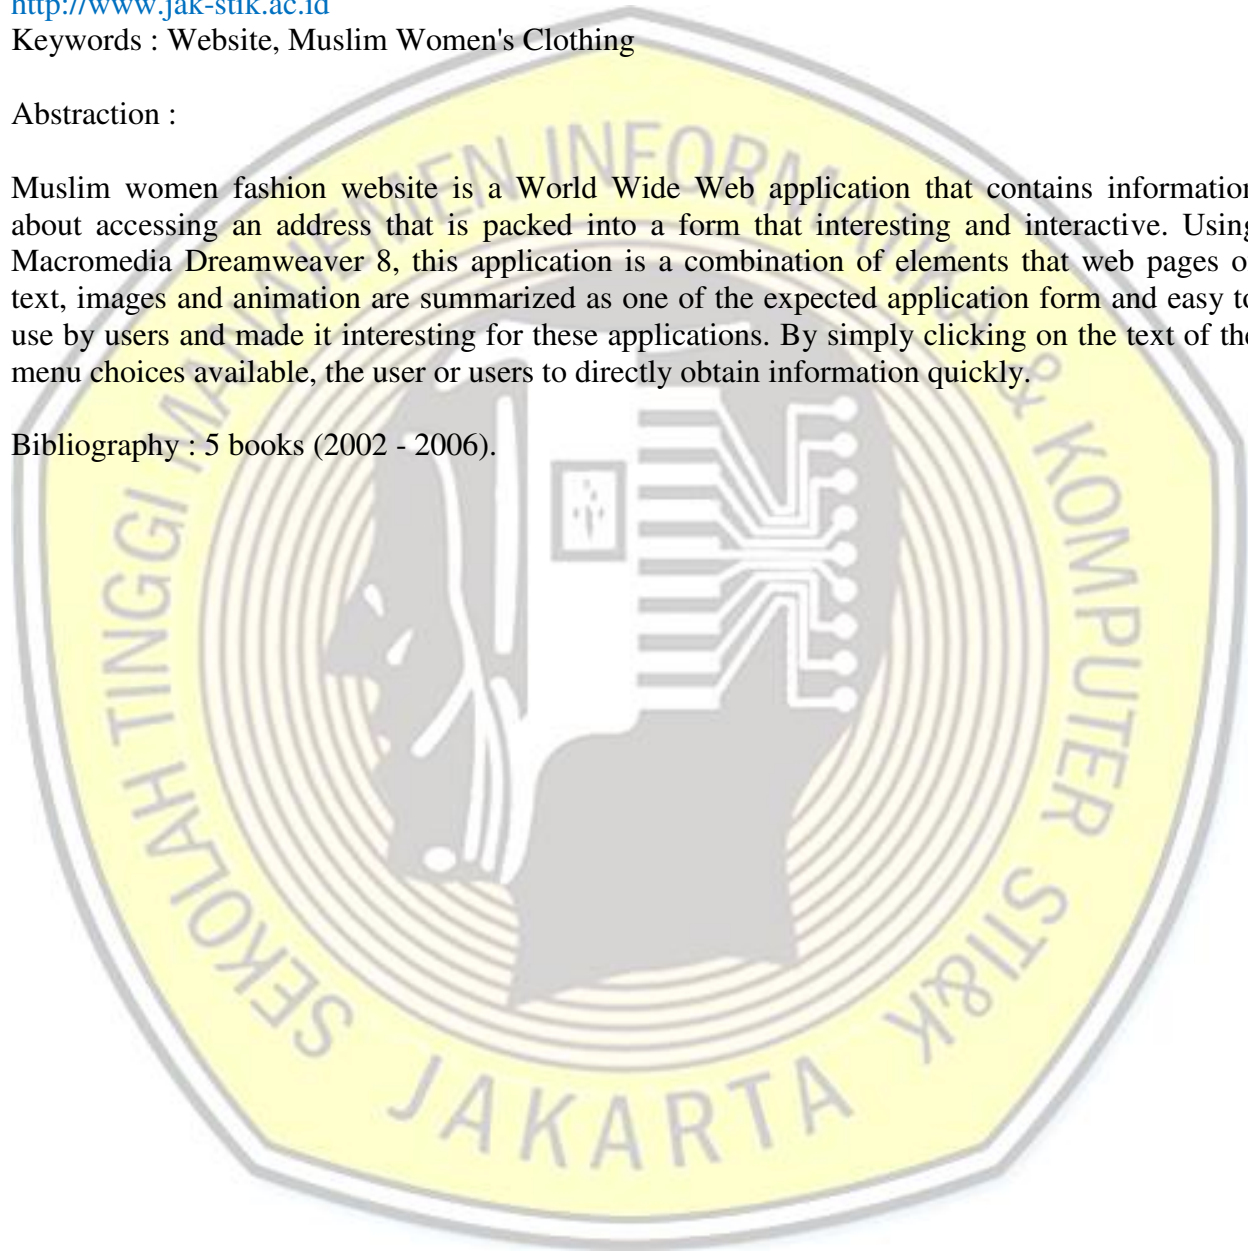 http://www.jak-stik.ac.id
Keywords : Website, Muslim Women's Clothing
Abstraction :
Muslim women fashion website is a World Wide Web application that contains information
about accessing an address that is packed into a form that interesting and interactive. Using
Macromedia Dreamweaver 8, this application is a combination of elements that web pages of
text, images and animation are summarized as one of the expected application form and easy to
use by users and made it interesting for these applications. By simply clicking on the text of the
menu choices available, the user or users to directly obtain information quickly.
Bibliography : 5 books (2002 - 2006).
SEKOLAH TINGGI MANAJEMEN INFORMATIKA & KOMPUTER STI&K
JAKARTA